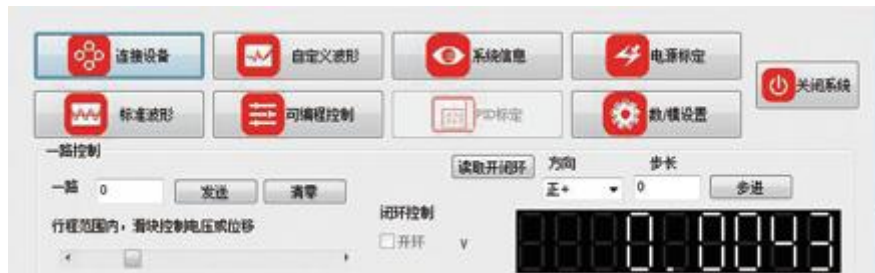 连接设备 自定义波形 系统信息 电源标定
关闭系统
标准波形 可编程控制 PID标定 数/模设置
一路控制
读取开闭环 方向 步长
一路 0 发送 清零 正+ 0 步进
闭环控制
行程范围内，滑块控制电压或位移
开环 V
0.0043